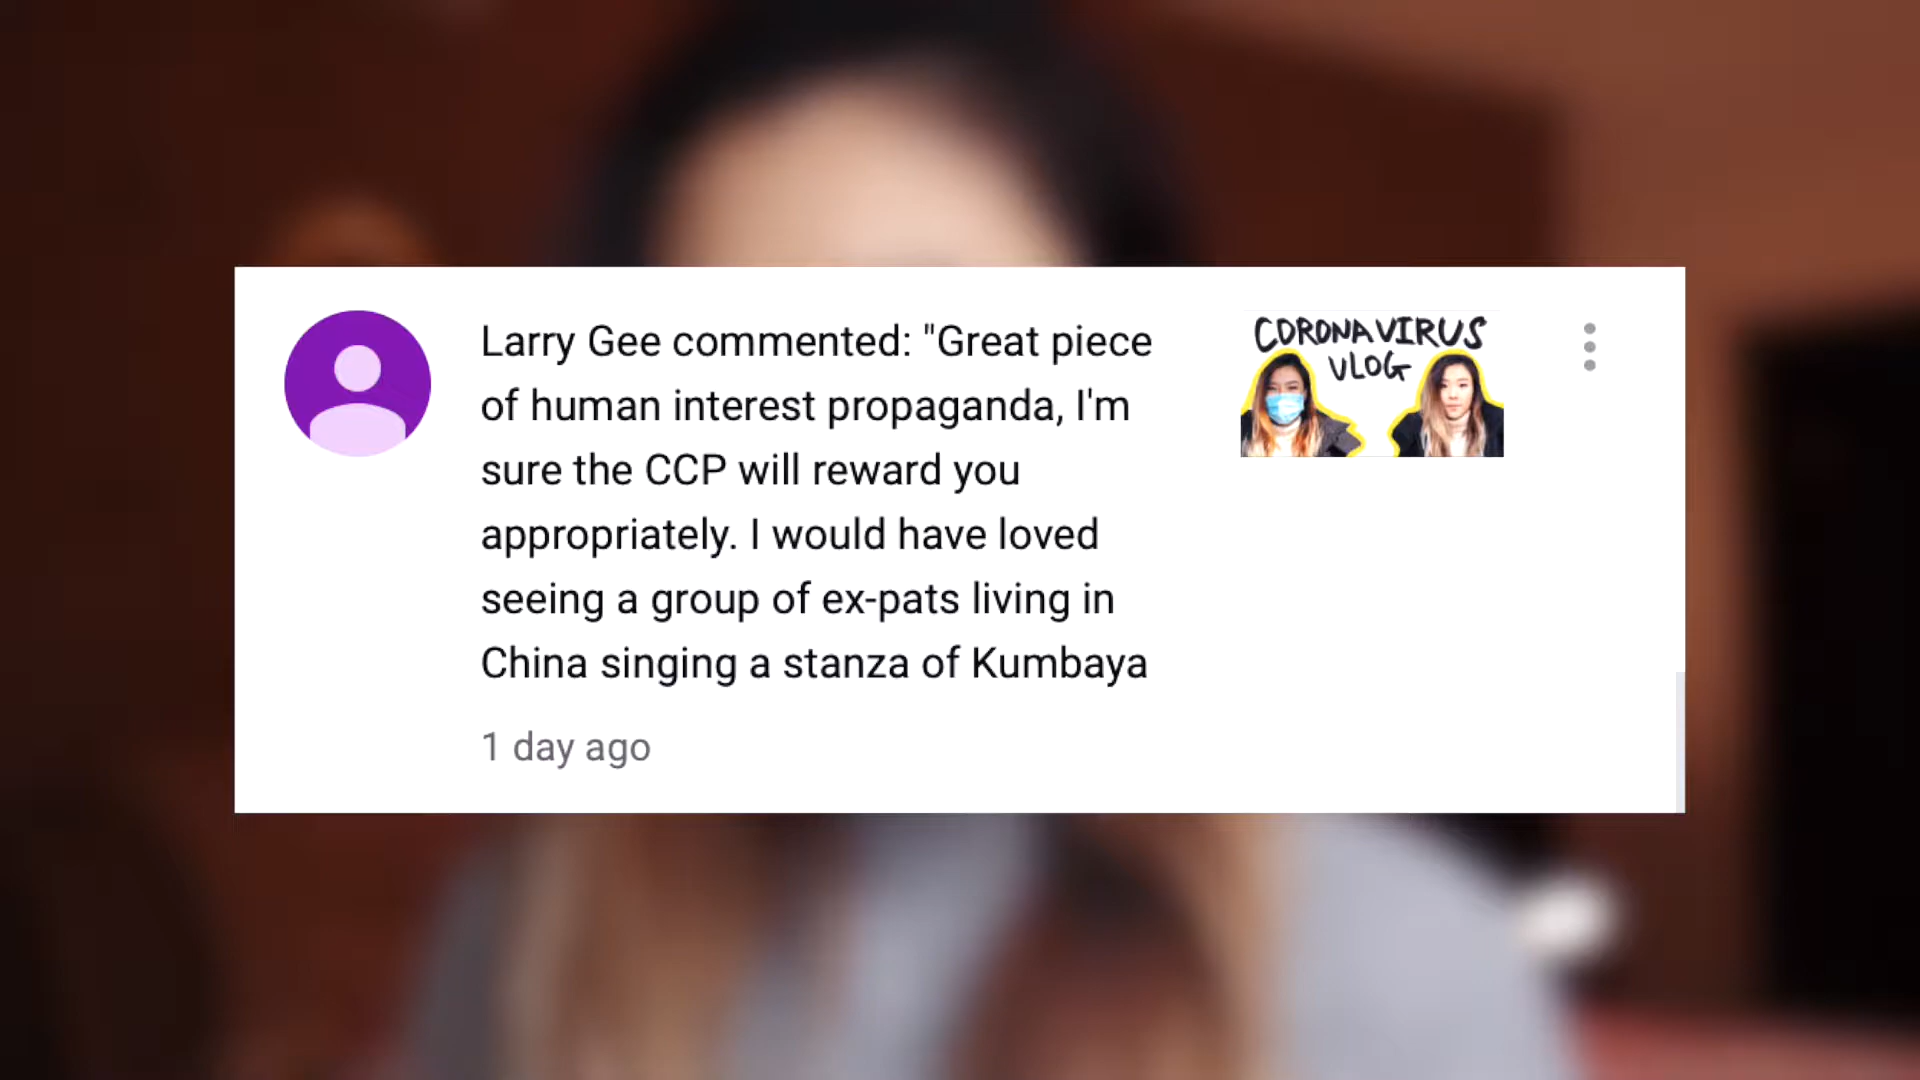 Larry Gee commented: "Great piece
of human interest propaganda, I'm
sure the CCP will reward you
appropriately. I would have loved
seeing a group of ex-pats living in
China singing a stanza of Kumbaya
1 day ago
CORONAVIRUS
VLOG